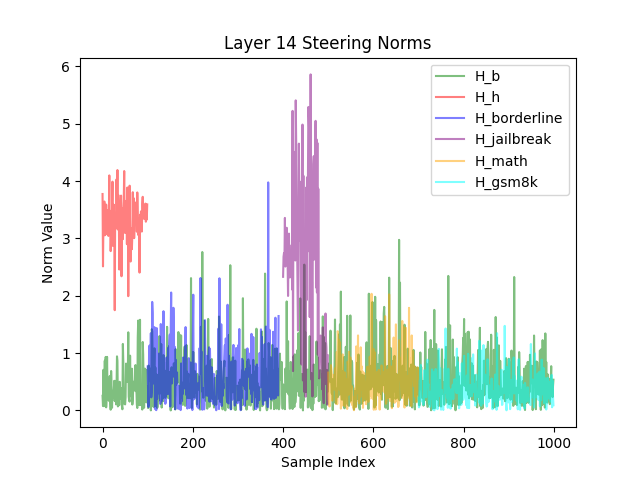 Layer 14 Steering Norms
Norm Value
6
5
4
3
2
1
0
0
200
400
600
800
1000
Sample Index
H_b
H_h
H_borderline
H_jailbreak
H_math
H_gsm8k